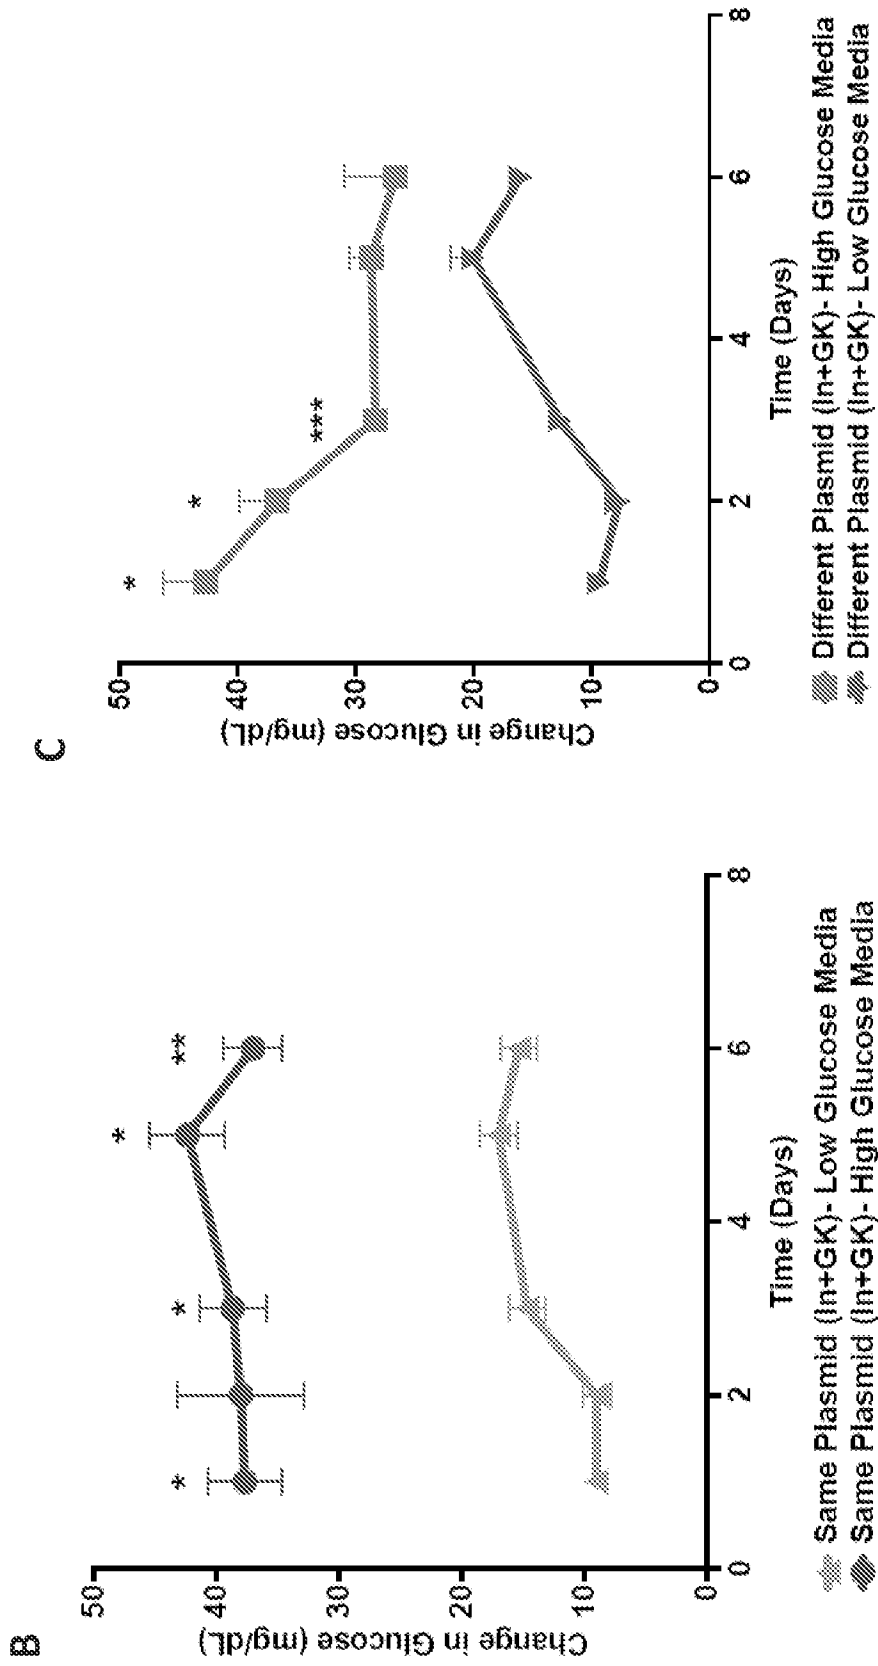 B
Change in Glucose (mg/dL)
50
40
30
20
10
0
*
*
*
**
0
2
4
6
8
Time (Days)
Same Plasmid (In+GK)- Low Glucose Media
Same Plasmid (In+GK)- High Glucose Media
C
Change in Glucose (mg/dL)
50
40
30
20
10
0
*
*
***
0
2
4
6
8
Time (Days)
Different Plasmid (In+GK)- High Glucose Media
Different Plasmid (In+GK)- Low Glucose Media